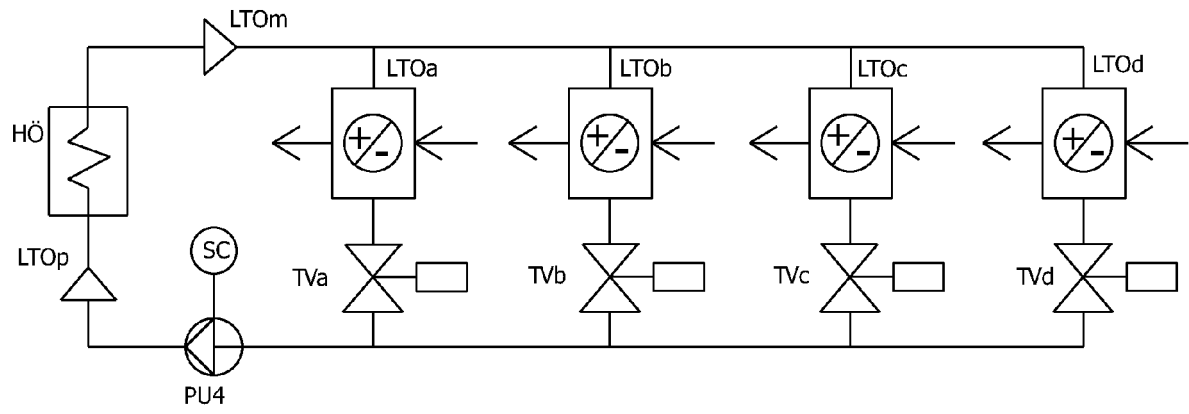 LTOm
LTOa
LTOb
LTOc
LTOd
HÖ
+ -
+ -
+ -
+ -
LTOp
SC
TVa
TVb
TVc
TVd
PU4